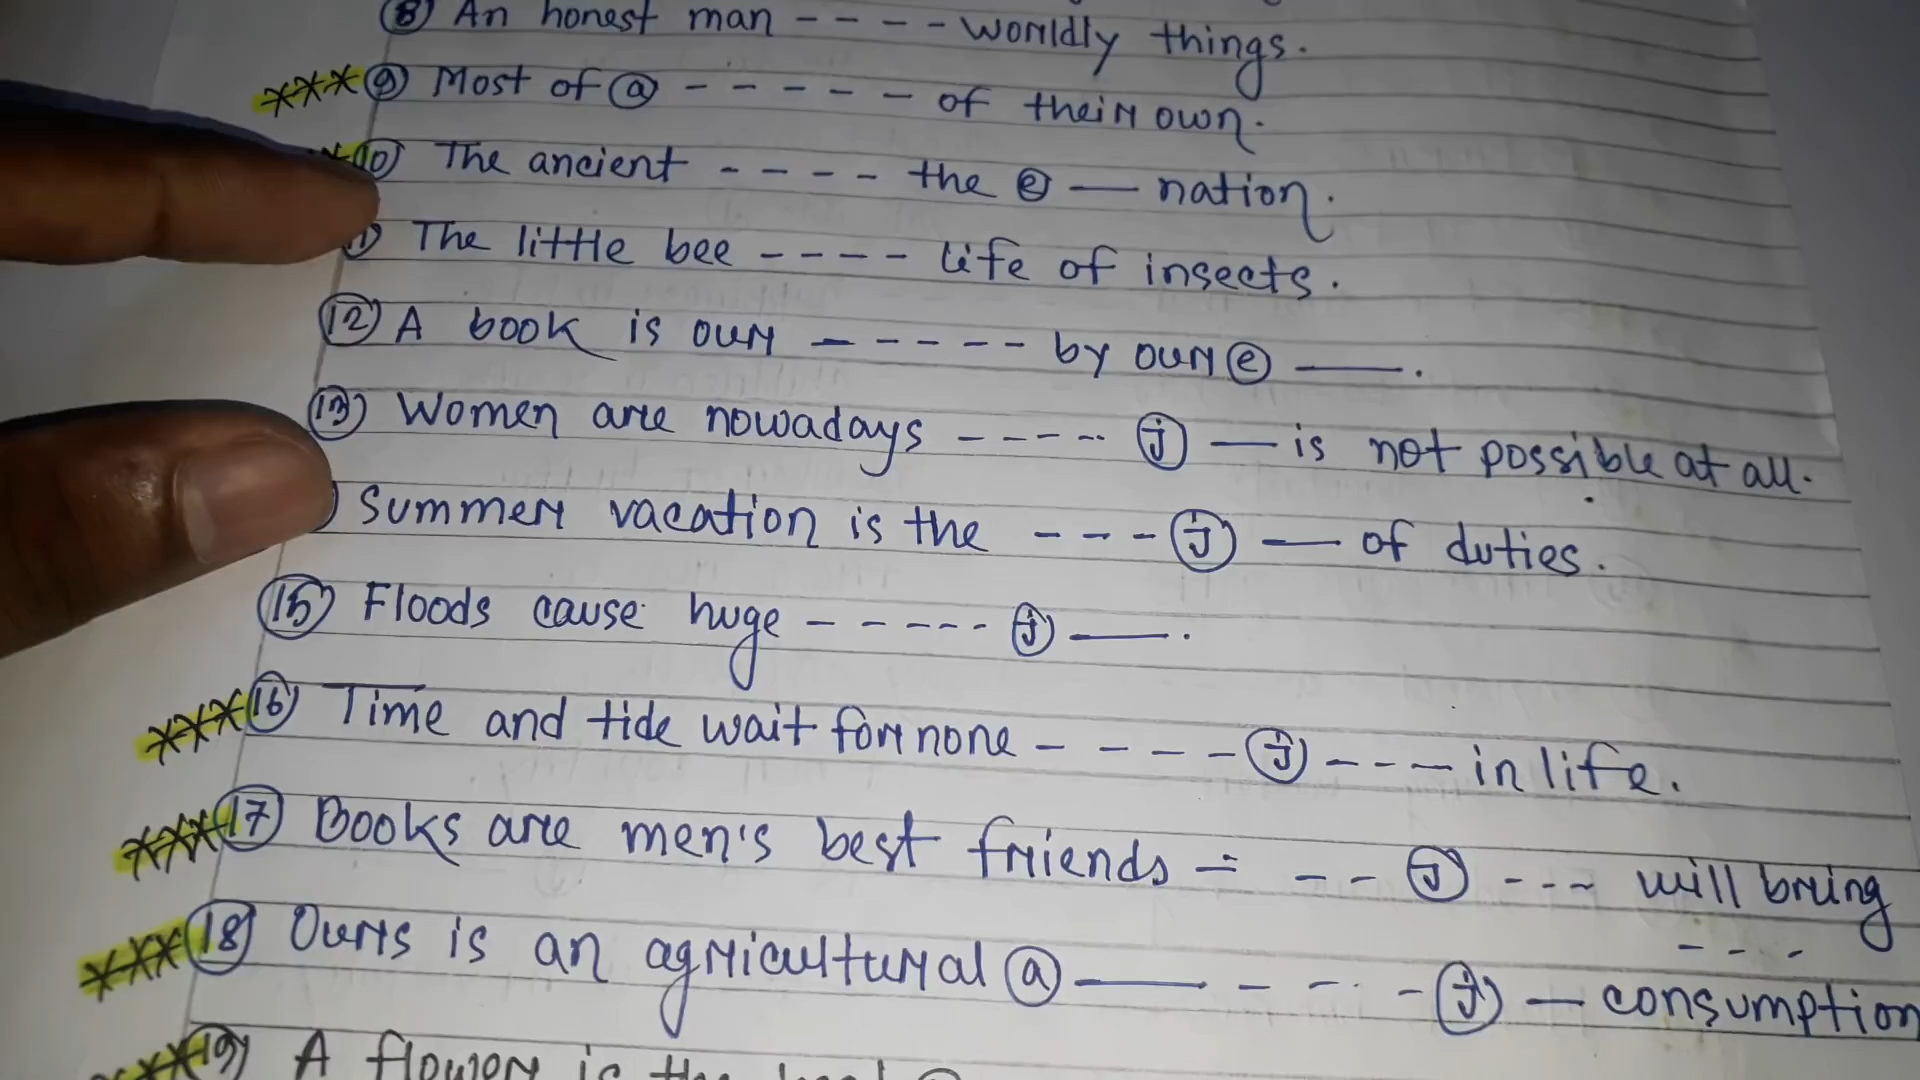 (8) An honest man ---- worldly things.
***(9) Most of (a) ------ of their own.
*(10) The ancient ---- the (e) — nation.
The little bee ---- life of insects.
(12) A book is our ------ by our (e) —.
(13) Women are nowadays ---- (j) — is not possible at all.
Summer vacation is the --- (j) — of duties.
(15) Floods cause huge ----- (j) —.
***(16) Time and tide wait for none ----- (j) --- in life.
***(17) Books are men's best friends --- (j) --- will bring
---
***(18) Ours is an agricultural (a) — --- (j) — consumption
**(19) A flower is the